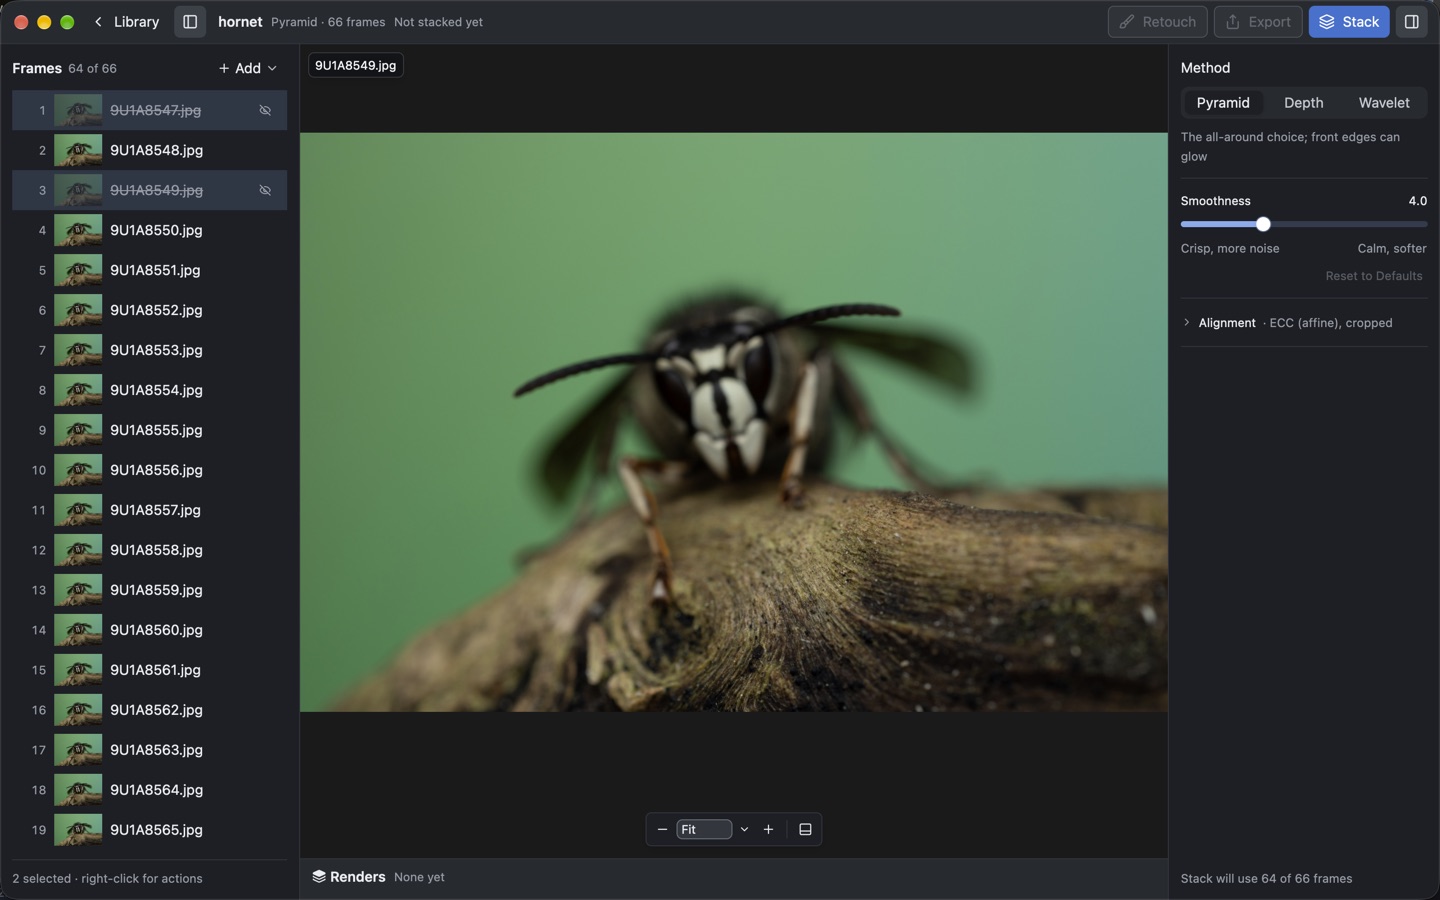 Library
hornet
Pyramid · 66 frames
Not stacked yet
Retouch
Export
Stack
Frames 64 of 66
+ Add
1 9U1A8547.jpg
2 9U1A8548.jpg
3 9U1A8549.jpg
4 9U1A8550.jpg
5 9U1A8551.jpg
6 9U1A8552.jpg
7 9U1A8553.jpg
8 9U1A8554.jpg
9 9U1A8555.jpg
10 9U1A8556.jpg
11 9U1A8557.jpg
12 9U1A8558.jpg
13 9U1A8559.jpg
14 9U1A8560.jpg
15 9U1A8561.jpg
16 9U1A8562.jpg
17 9U1A8563.jpg
18 9U1A8564.jpg
19 9U1A8565.jpg
2 selected · right-click for actions
9U1A8549.jpg
Fit
Renders None yet
Method
Pyramid
Depth
Wavelet
The all-around choice; front edges can
glow
Smoothness 4.0
Crisp, more noise
Calm, softer
Reset to Defaults
Alignment · ECC (affine), cropped
Stack will use 64 of 66 frames